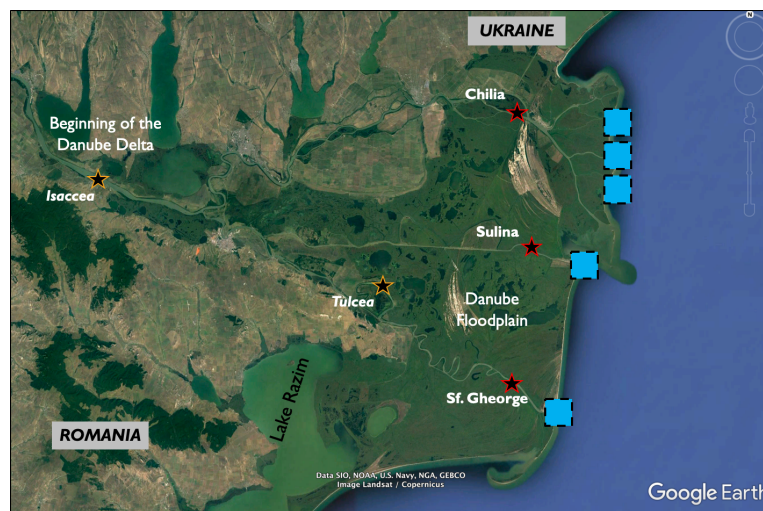 UKRAINE
Chilia
Beginning of the
Danube Delta
Isaccea
Sulina
Tulcea
Danube
Floodplain
Lake Razim
Sf. Gheorge
ROMANIA
Data SIO, NOAA, U.S. Navy, NGA, GEBCO
Image Landsat / Copernicus
Google Earth
N